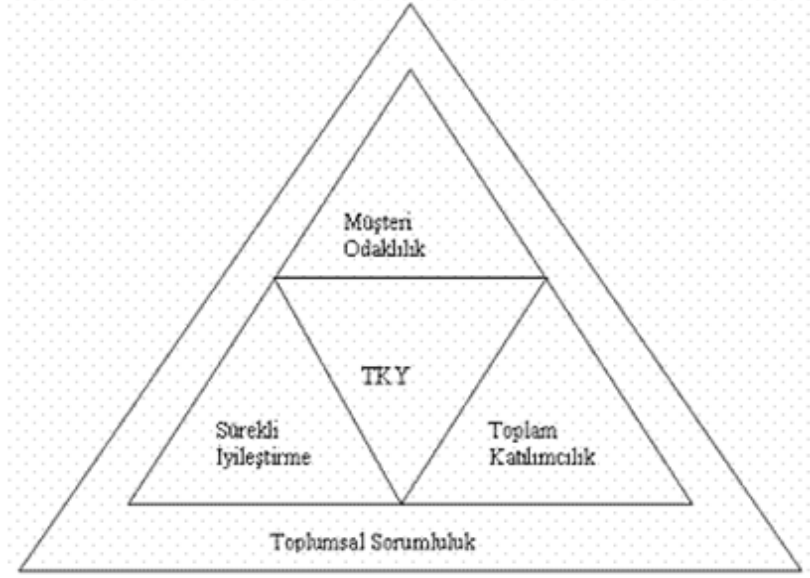 Müşteri
Odaklılık
TKY
Sürekli
İyileştirme
Toplam
Katılımcılık
Toplumsal Sorumluluk